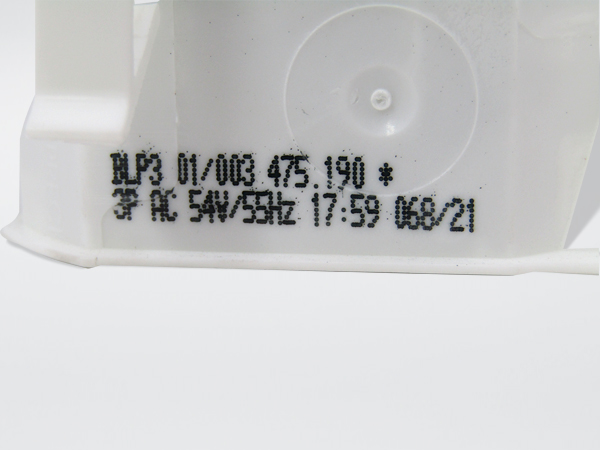 BLP3 01/003 475.190 *
3P AC 54V/55Hz 17:59 068/21